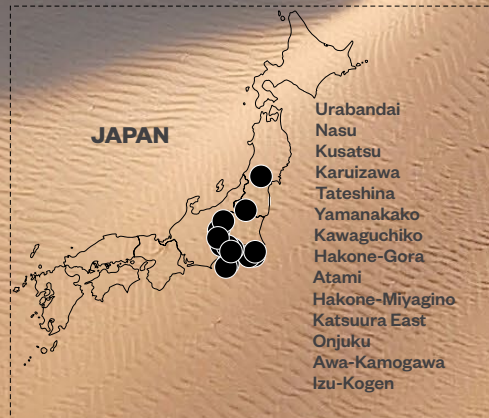 JAPAN
Urabandai
Nasu
Kusatsu
Karuizawa
Tateshina
Yamanakako
Kawaguchiko
Hakone-Gora
Atami
Hakone-Miyagino
Katsuura East
Onjuku
Awa-Kamogawa
Izu-Kogen